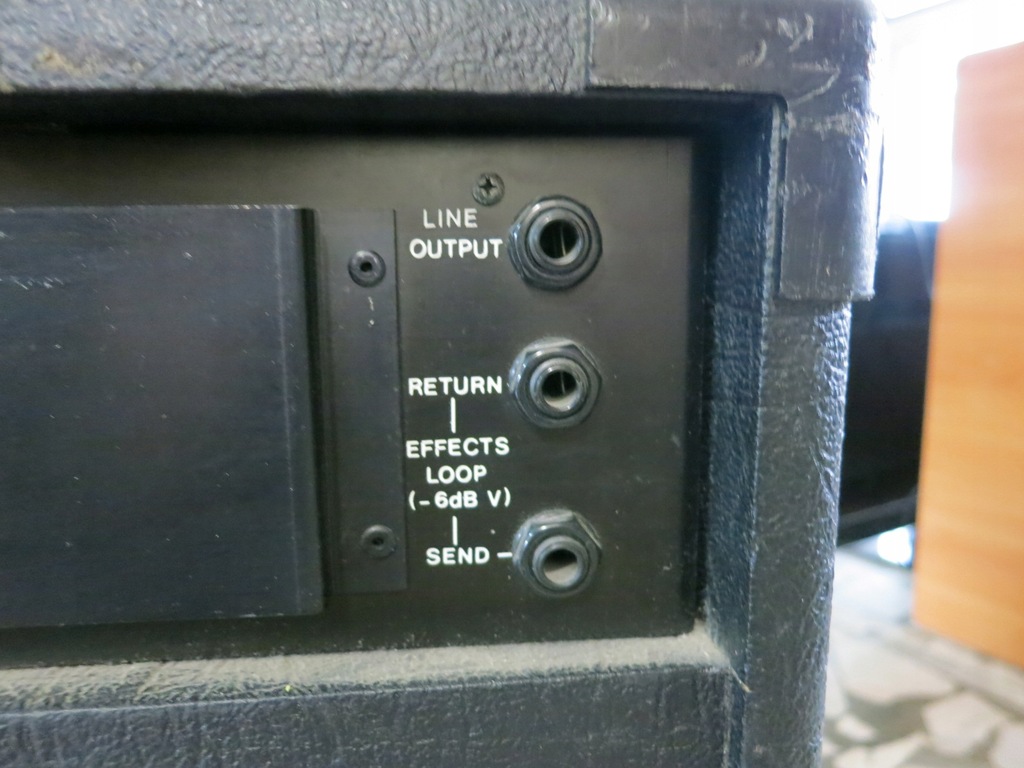 LINE
OUTPUT
RETURN
EFFECTS
LOOP
(-6dB V)
SEND